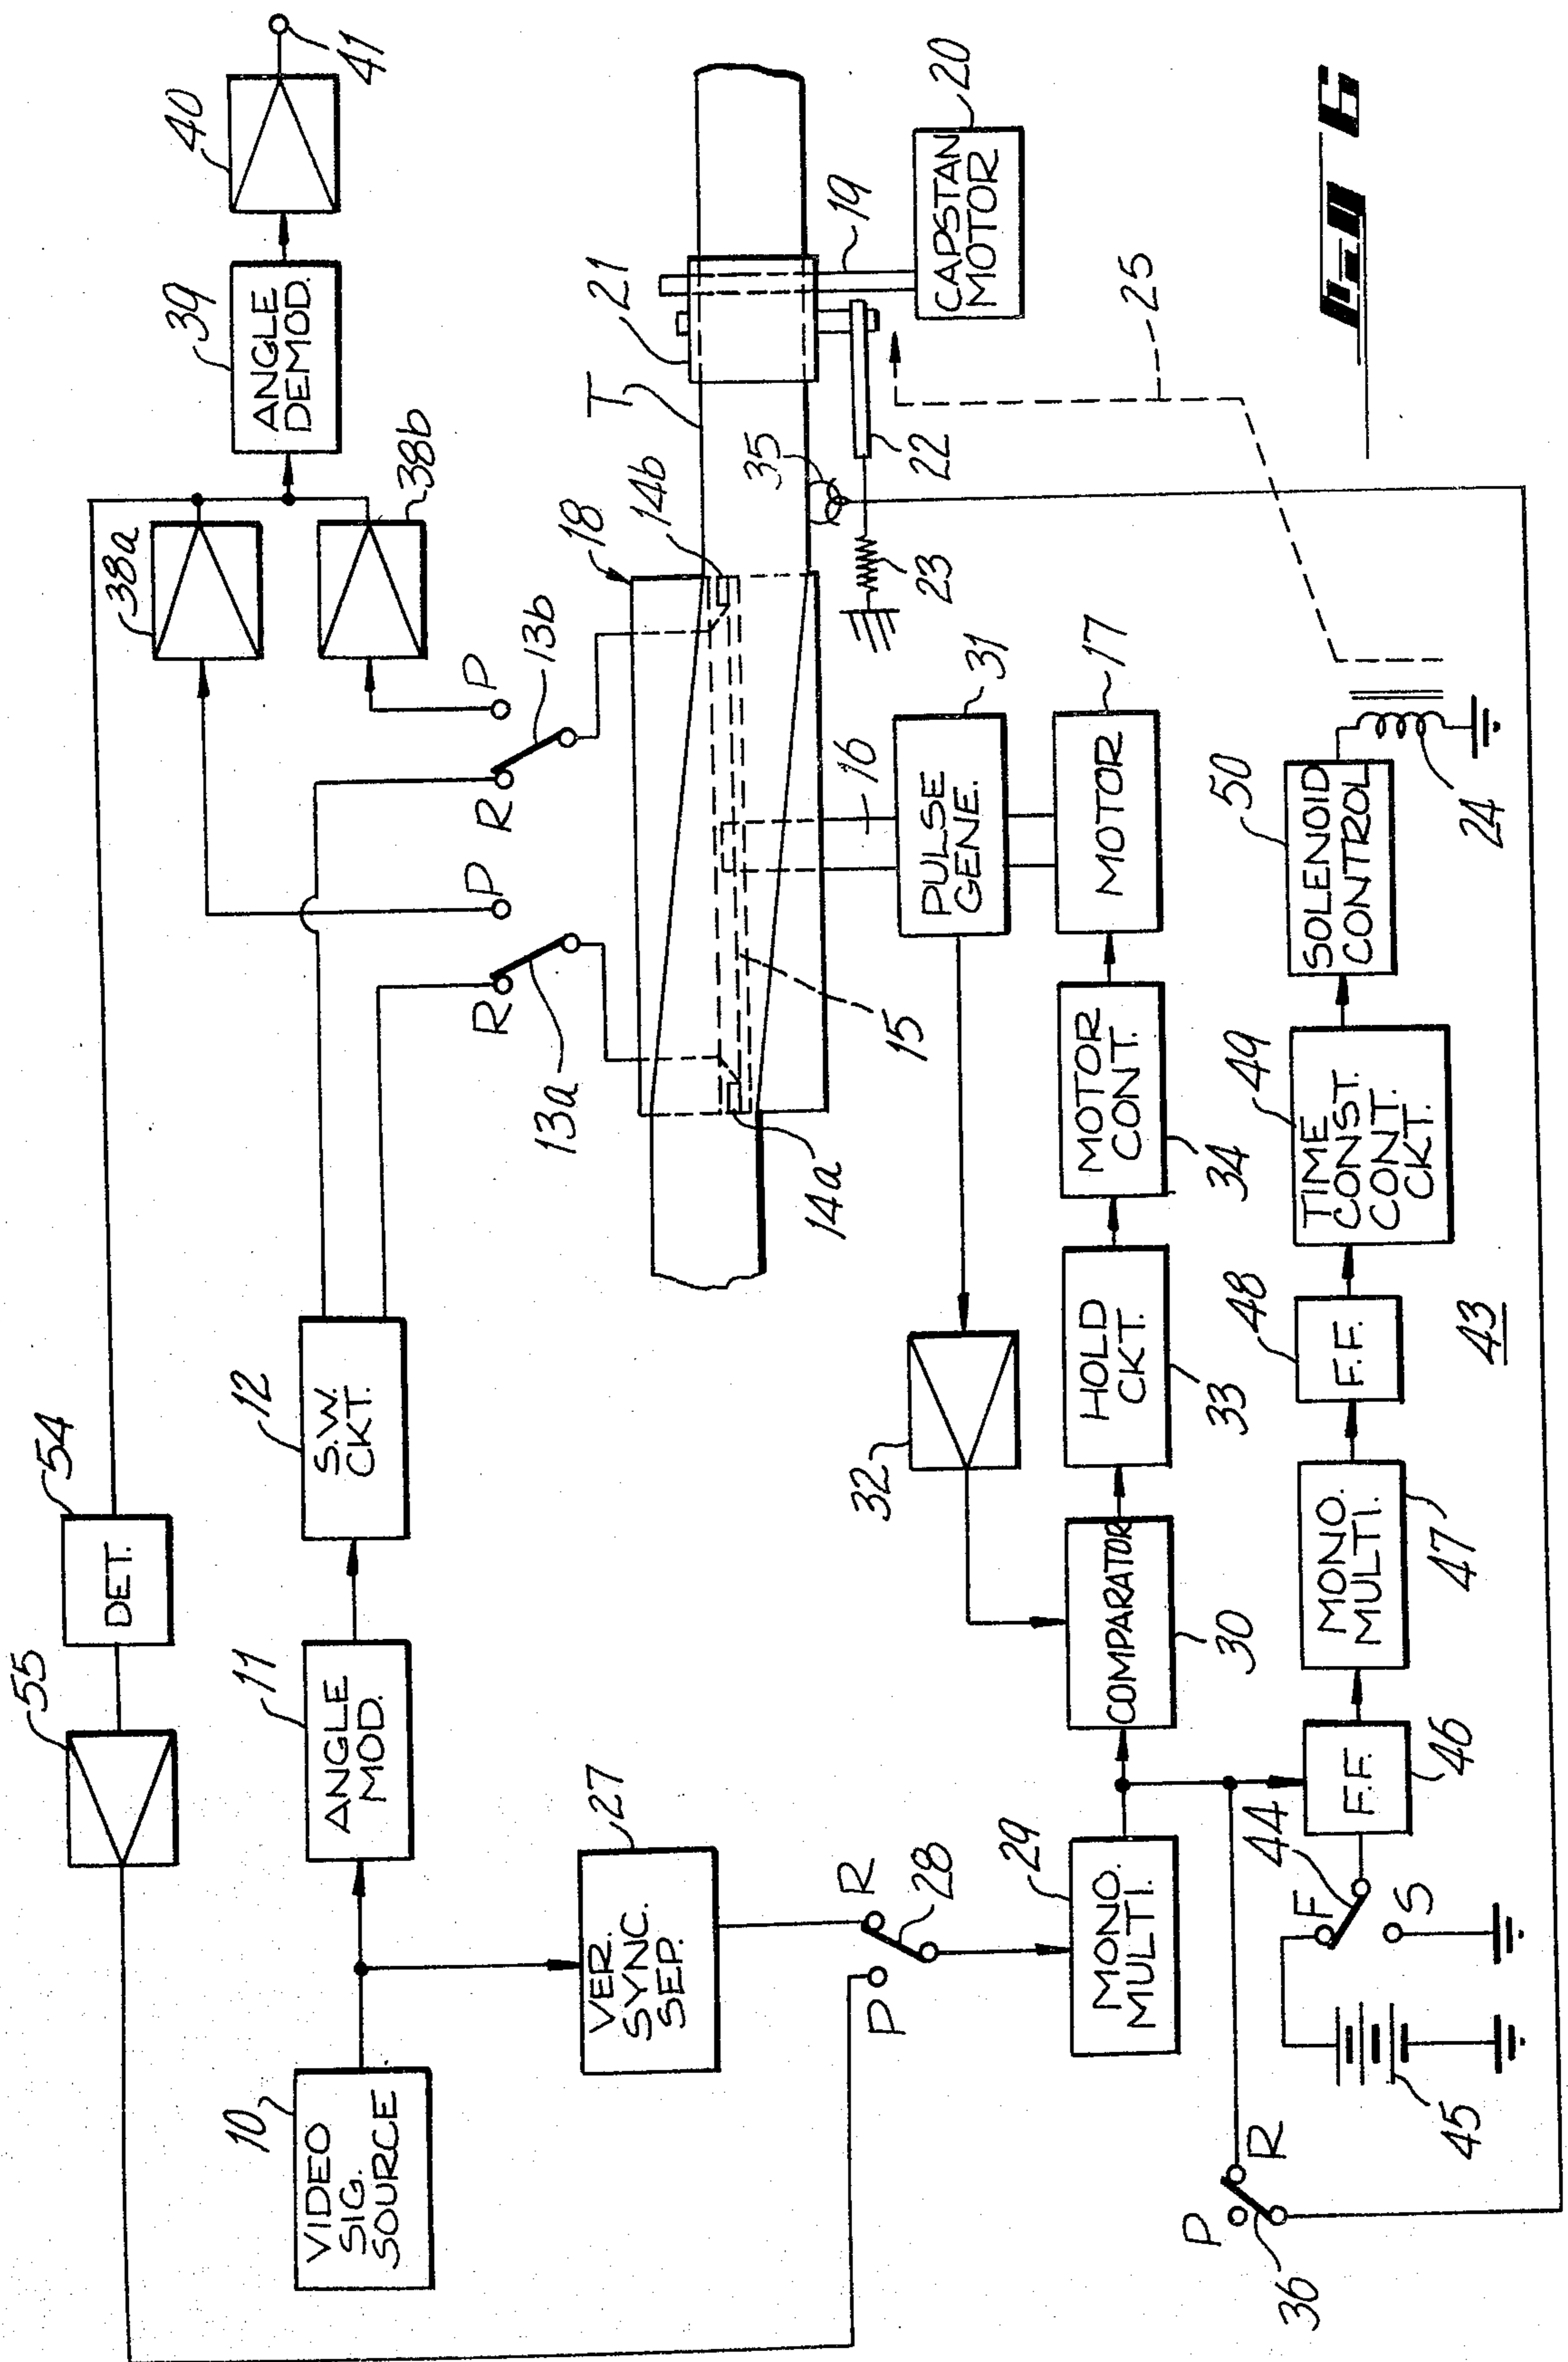 55
54
DET.
10
VIDEO
SIG.
SOURCE
11
ANGLE
MOD.
12
S.W.
CKT.
38a
38b
39
ANGLE
DEMOD.
40
41
27
VER.
SYNC.
SEP.
R
P
13a
R
P
13b
18
14b
14a
15
16
T
21
35
22
23
19
20
CAPSTAN
MOTOR
25
P
R
28
29
MONO.
MULTI.
32
31
PULSE
GENE.
17
MOTOR
COMPARATOR
30
HOLD
CKT.
33
MOTOR
CONT.
34
P
R
36
45
F
S
44
F.F.
46
MONO.
MULTI.
47
F.F.
48
TIME
CONST.
CONT.
CKT.
49
SOLENOID
CONTROL
50
24
43
FIG. 6